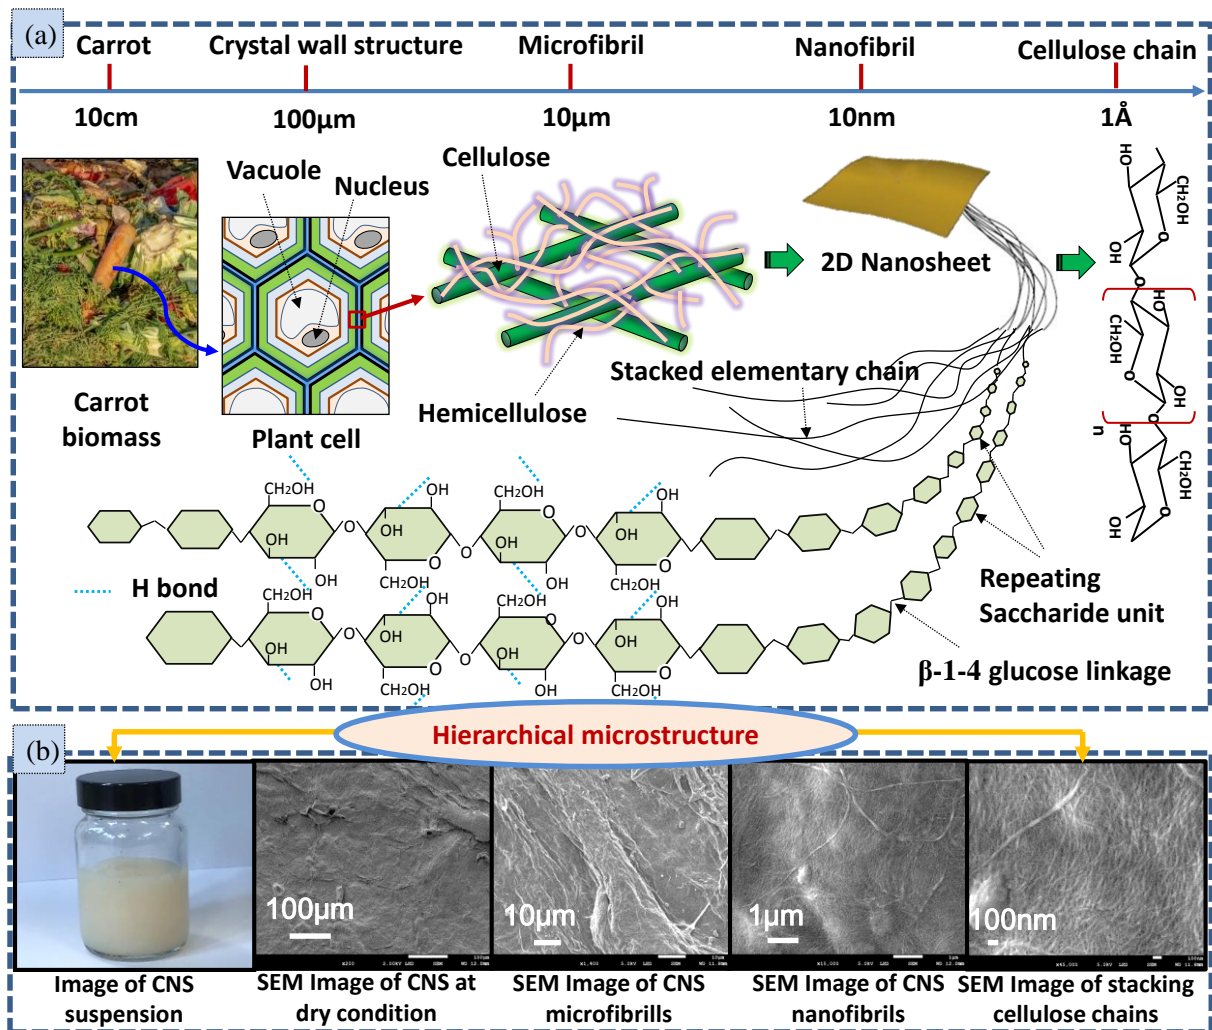 (a)
Carrot
Crystal wall structure
Microfibril
Nanofibril
Cellulose chain
10cm
100μm
10μm
10nm
1Å
Vacuole
Nucleus
Cellulose
2D Nanosheet
Stacked elementary chain
Hemicellulose
Carrot
biomass
Plant cell
HO
CH₂OH
O
OH
O
HO
CH₂OH
O
OH
O
n
HO
CH₂OH
OH
O
CH₂OH
OH
CH₂OH
OH
O
O
O
O
O
OH
OH
OH
OH
OH
O
OH
O
CH₂OH
CH₂OH
H bond
CH₂OH
OH
CH₂OH
OH
O
O
O
O
O
OH
OH
OH
OH
OH
O
OH
O
CH₂OH
CH₂OH
Repeating
Saccharide unit
β-1-4 glucose linkage
Hierarchical microstructure
(b)
100μm
10μm
1μm
100nm
Image of CNS
suspension
SEM Image of CNS at
dry condition
SEM Image of CNS
microfibrills
SEM Image of CNS
nanofibrils
SEM Image of stacking
cellulose chains